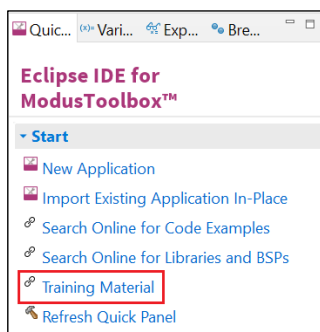 Quic... (x)= Vari... Exp... Bre...
Eclipse IDE for
ModusToolbox™
Start
New Application
Import Existing Application In-Place
Search Online for Code Examples
Search Online for Libraries and BSPs
Training Material
Refresh Quick Panel